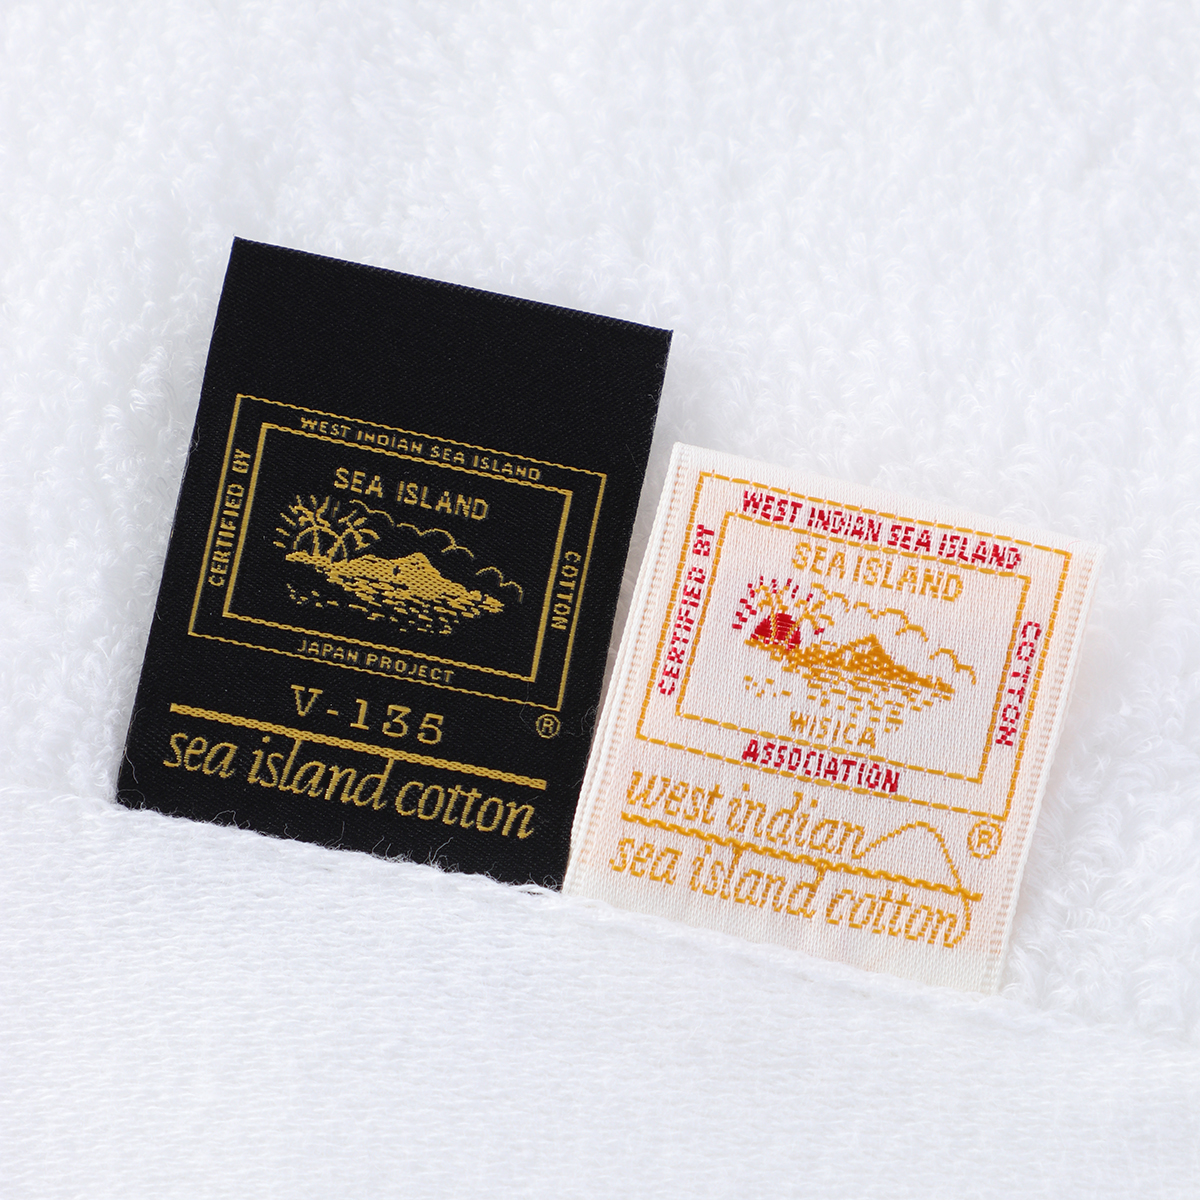 WEST INDIAN SEA ISLAND
CERTIFIED BY
SEA ISLAND
COTTON
JAPAN PROJECT
V-135
®
sea island cotton
WEST INDIAN SEA ISLAND
CERTIFIED BY
SEA ISLAND
COTTON
WISICA
ASSOCIATION
west indian
®
sea island cotton